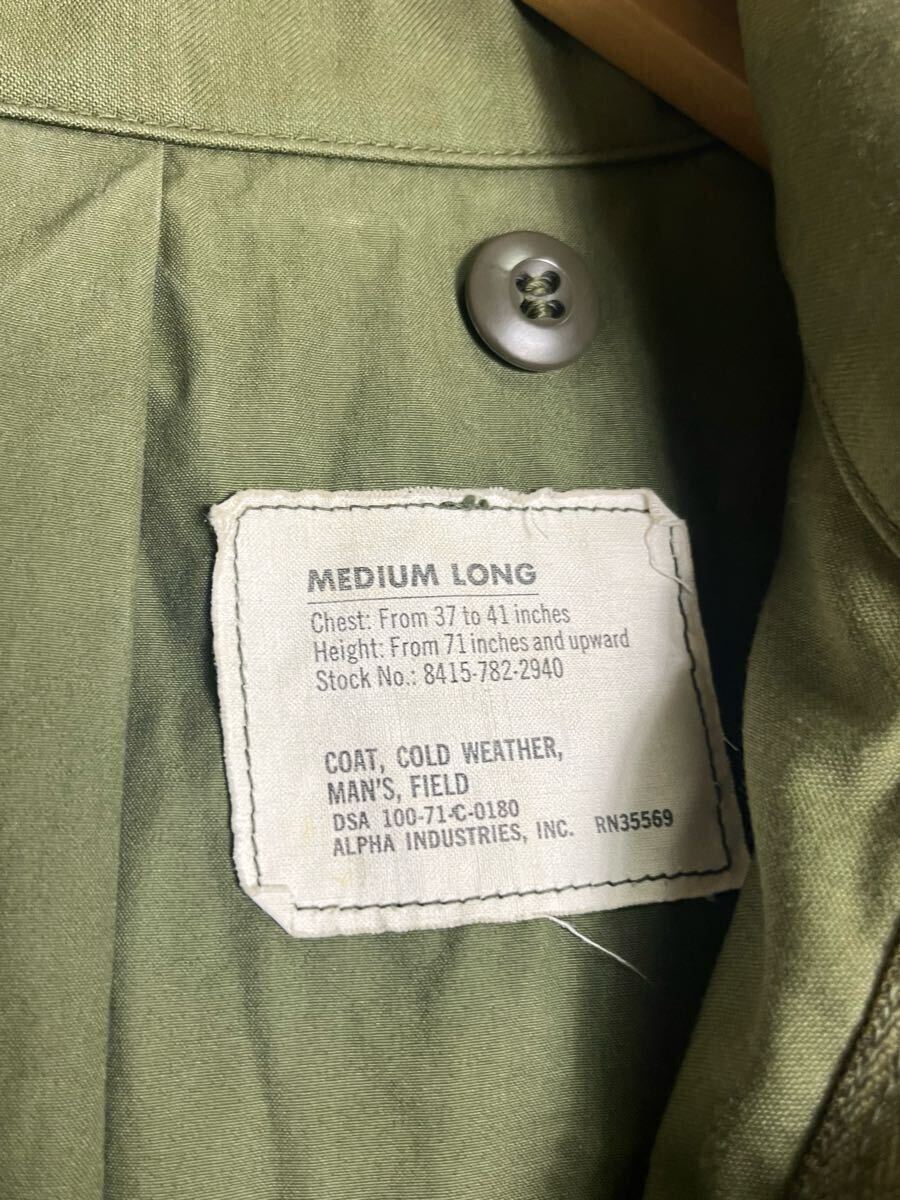 MEDIUM LONG
Chest: From 37 to 41 inches
Height: From 71 inches and upward
Stock No.: 8415-782-2940
COAT, COLD WEATHER,
MAN'S, FIELD
DSA 100-71-C-0180
ALPHA INDUSTRIES, INC. RN35569